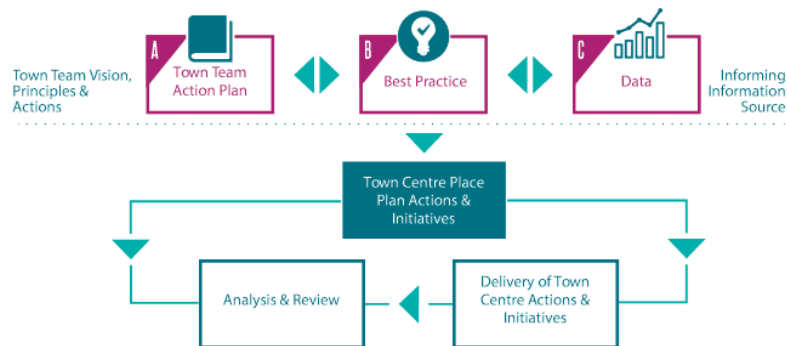 A
Town Team
Action Plan
B
Best Practice
C
Data
Town Team Vision,
Principles &
Actions
Informing
Information
Source
Town Centre Place
Plan Actions &
Initiatives
Analysis & Review
Delivery of Town
Centre Actions &
Initiatives